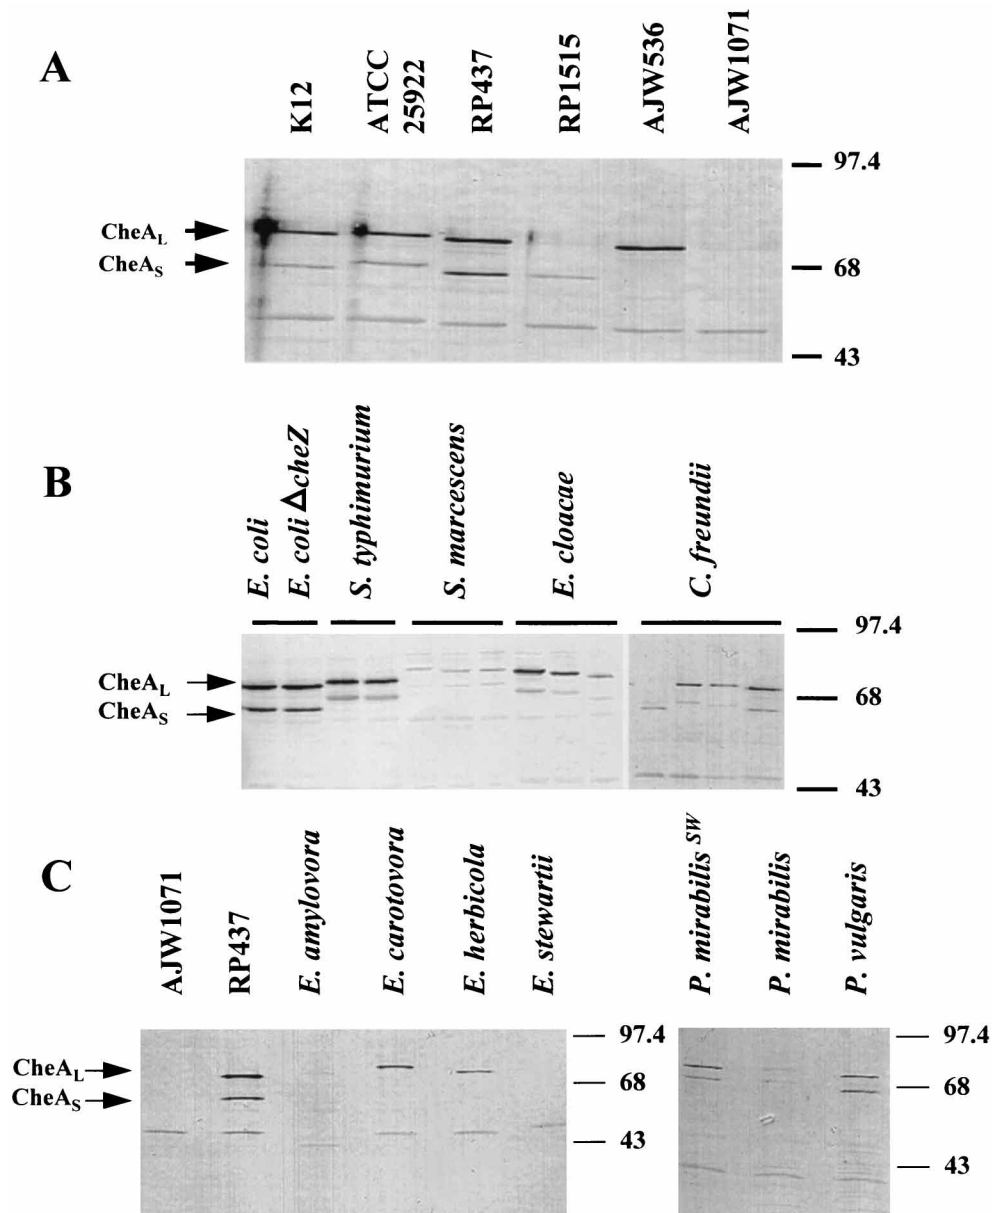 A
K12
ATCC
25922
RP437
RP1515
AJW536
AJW1071
97.4
CheA_L
CheA_S
68
43
B
E. coli
E. coli ΔcheZ
S. typhimurium
S. marcescens
E. cloacae
C. freundii
97.4
CheA_L
68
CheA_S
43
C
AJW1071
RP437
E. amylovora
E. carotovora
E. herbicola
E. stewartii
P. mirabilis SW
P. mirabilis
P. vulgaris
97.4
97.4
CheA_L
68
68
CheA_S
43
43